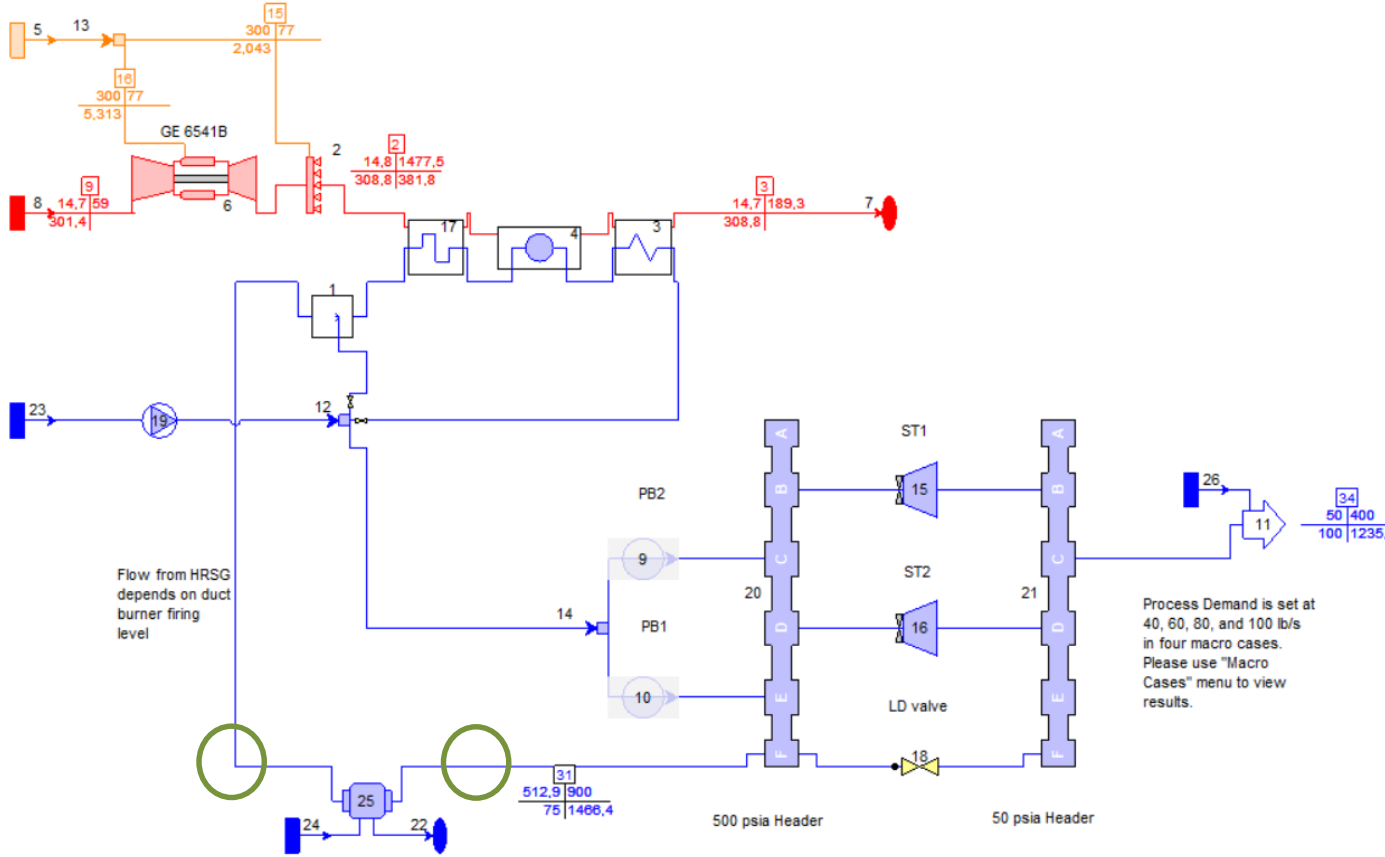 15
5
13
300 77
2,043
16
300 77
5,313
GE 6541B
2
2
14,8 1477,5
308,8 381,8
9
8
14,7 59
301,4
6
3
14,7 189,3
308,8
7
17
4
3
1
23
19
12
ST1
A
A
B
15
B
26
34
50 400
100 1235,
11
PB2
C
C
9
Flow from HRSG
depends on duct
burner firing
level
ST2
20
21
Process Demand is set at
40, 60, 80, and 100 lb/s
in four macro cases.
Please use "Macro
Cases" menu to view
results.
14
PB1
D
16
D
10
E
E
LD valve
F
18
F
31
512,9 900
75 1466,4
25
24
22
500 psia Header
50 psia Header